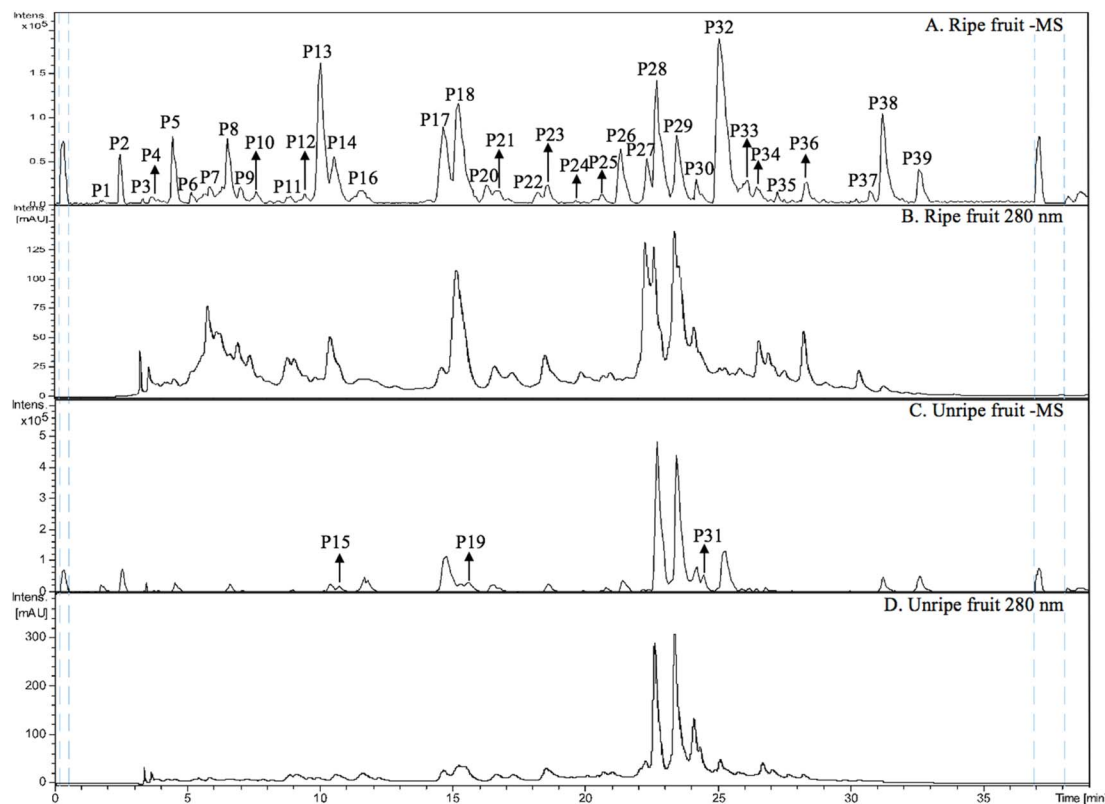 Intens.
x10⁵
A. Ripe fruit -MS
P32
P13
P28
P18
P38
P17
P5
P8
P12
P21
P23
P29
P33
P2
P4
P10
P14
P26
P36
P27
P34
P24
P25
P39
P1
P3
P6
P7
P9
P11
P16
P20
P22
P30
P35
P37
1.5
1.0
0.5
0.0
Intens.
[mAU]
B. Ripe fruit 280 nm
125
100
75
50
25
0
Intens.
x10⁵
C. Unripe fruit -MS
5
4
3
2
P15
P19
P31
1
0
Intens.
[mAU]
D. Unripe fruit 280 nm
300
200
100
0
0 5 10 15 20 25 30 35 Time [min]